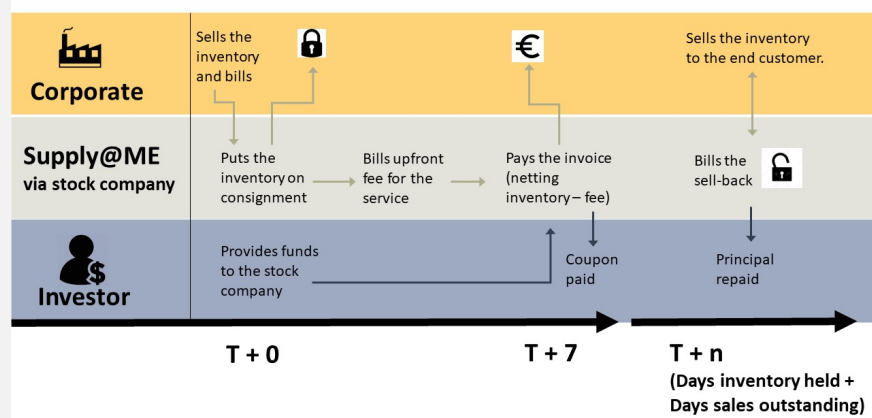 Corporate
Sells the
inventory
and bills
€
Sells the inventory
to the end customer.
Supply@ME
via stock company
Puts the
inventory on
consignment
Bills upfront
fee for the
service
Pays the invoice
(netting
inventory – fee)
Bills the
sell-back
$
Investor
Provides funds
to the stock
company
Coupon
paid
Principal
repaid
T + 0
T + 7
T + n
(Days inventory held +
Days sales outstanding)